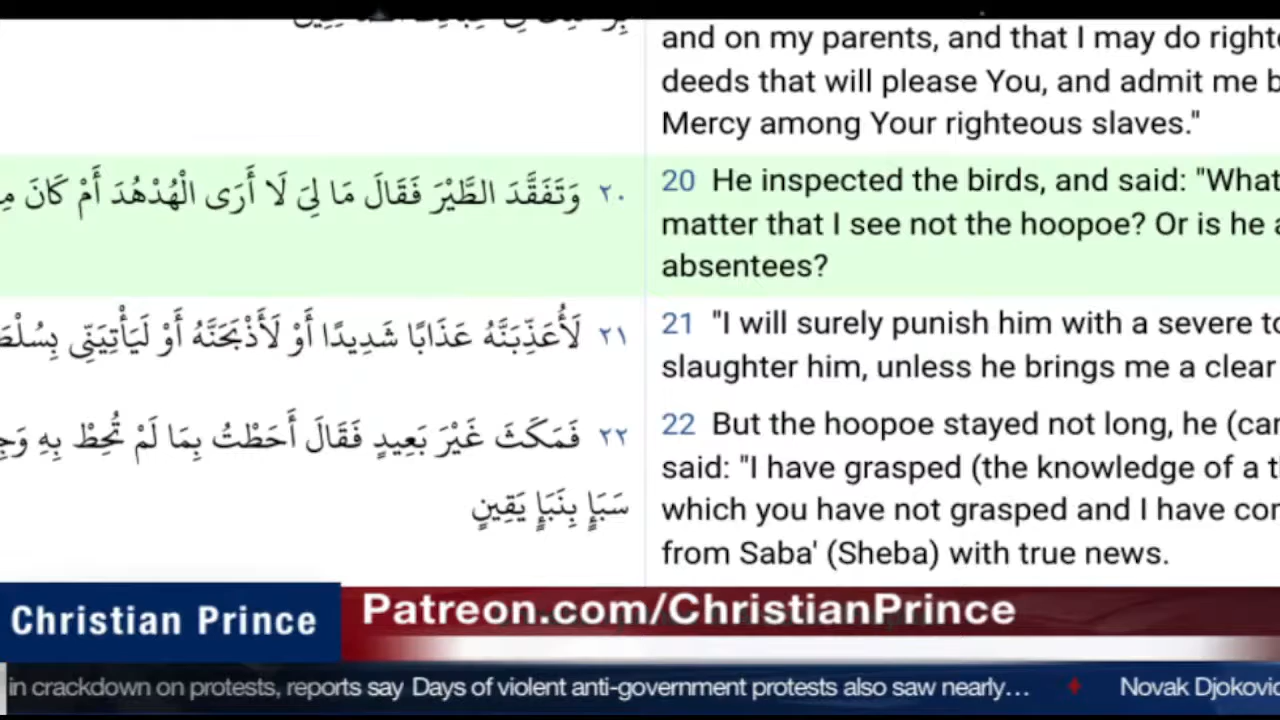 and on my parents, and that I may do righte
deeds that will please You, and admit me b
Mercy among Your righteous slaves."
٢٠ وَتَفَقَّدَ الطَّيْرَ فَقَالَ مَا لِيَ لَا أَرَى الْهُدْهُدَ أَمْ كَانَ مِ
20 He inspected the birds, and said: "What
matter that I see not the hoopoe? Or is he a
absentees?
٢١ لَأُعَذِّبَنَّهُ عَذَابًا شَدِيدًا أَوْ لَأَذْبَحَنَّهُ أَوْ لَيَأْتِيَنِّي بِسُلْطَ
21 "I will surely punish him with a severe to
slaughter him, unless he brings me a clear
٢٢ فَمَكَثَ غَيْرَ بَعِيدٍ فَقَالَ أَحَطْتُ بِمَا لَمْ تُحِطْ بِهِ وَجِ
سَبَإٍ بِنَبَإٍ يَقِينٍ
22 But the hoopoe stayed not long, he (car
said: "I have grasped (the knowledge of a th
which you have not grasped and I have con
from Saba' (Sheba) with true news.
Christian Prince
Patreon.com/ChristianPrince
in crackdown on protests, reports say Days of violent anti-government protests also saw nearly... Novak Djokovic